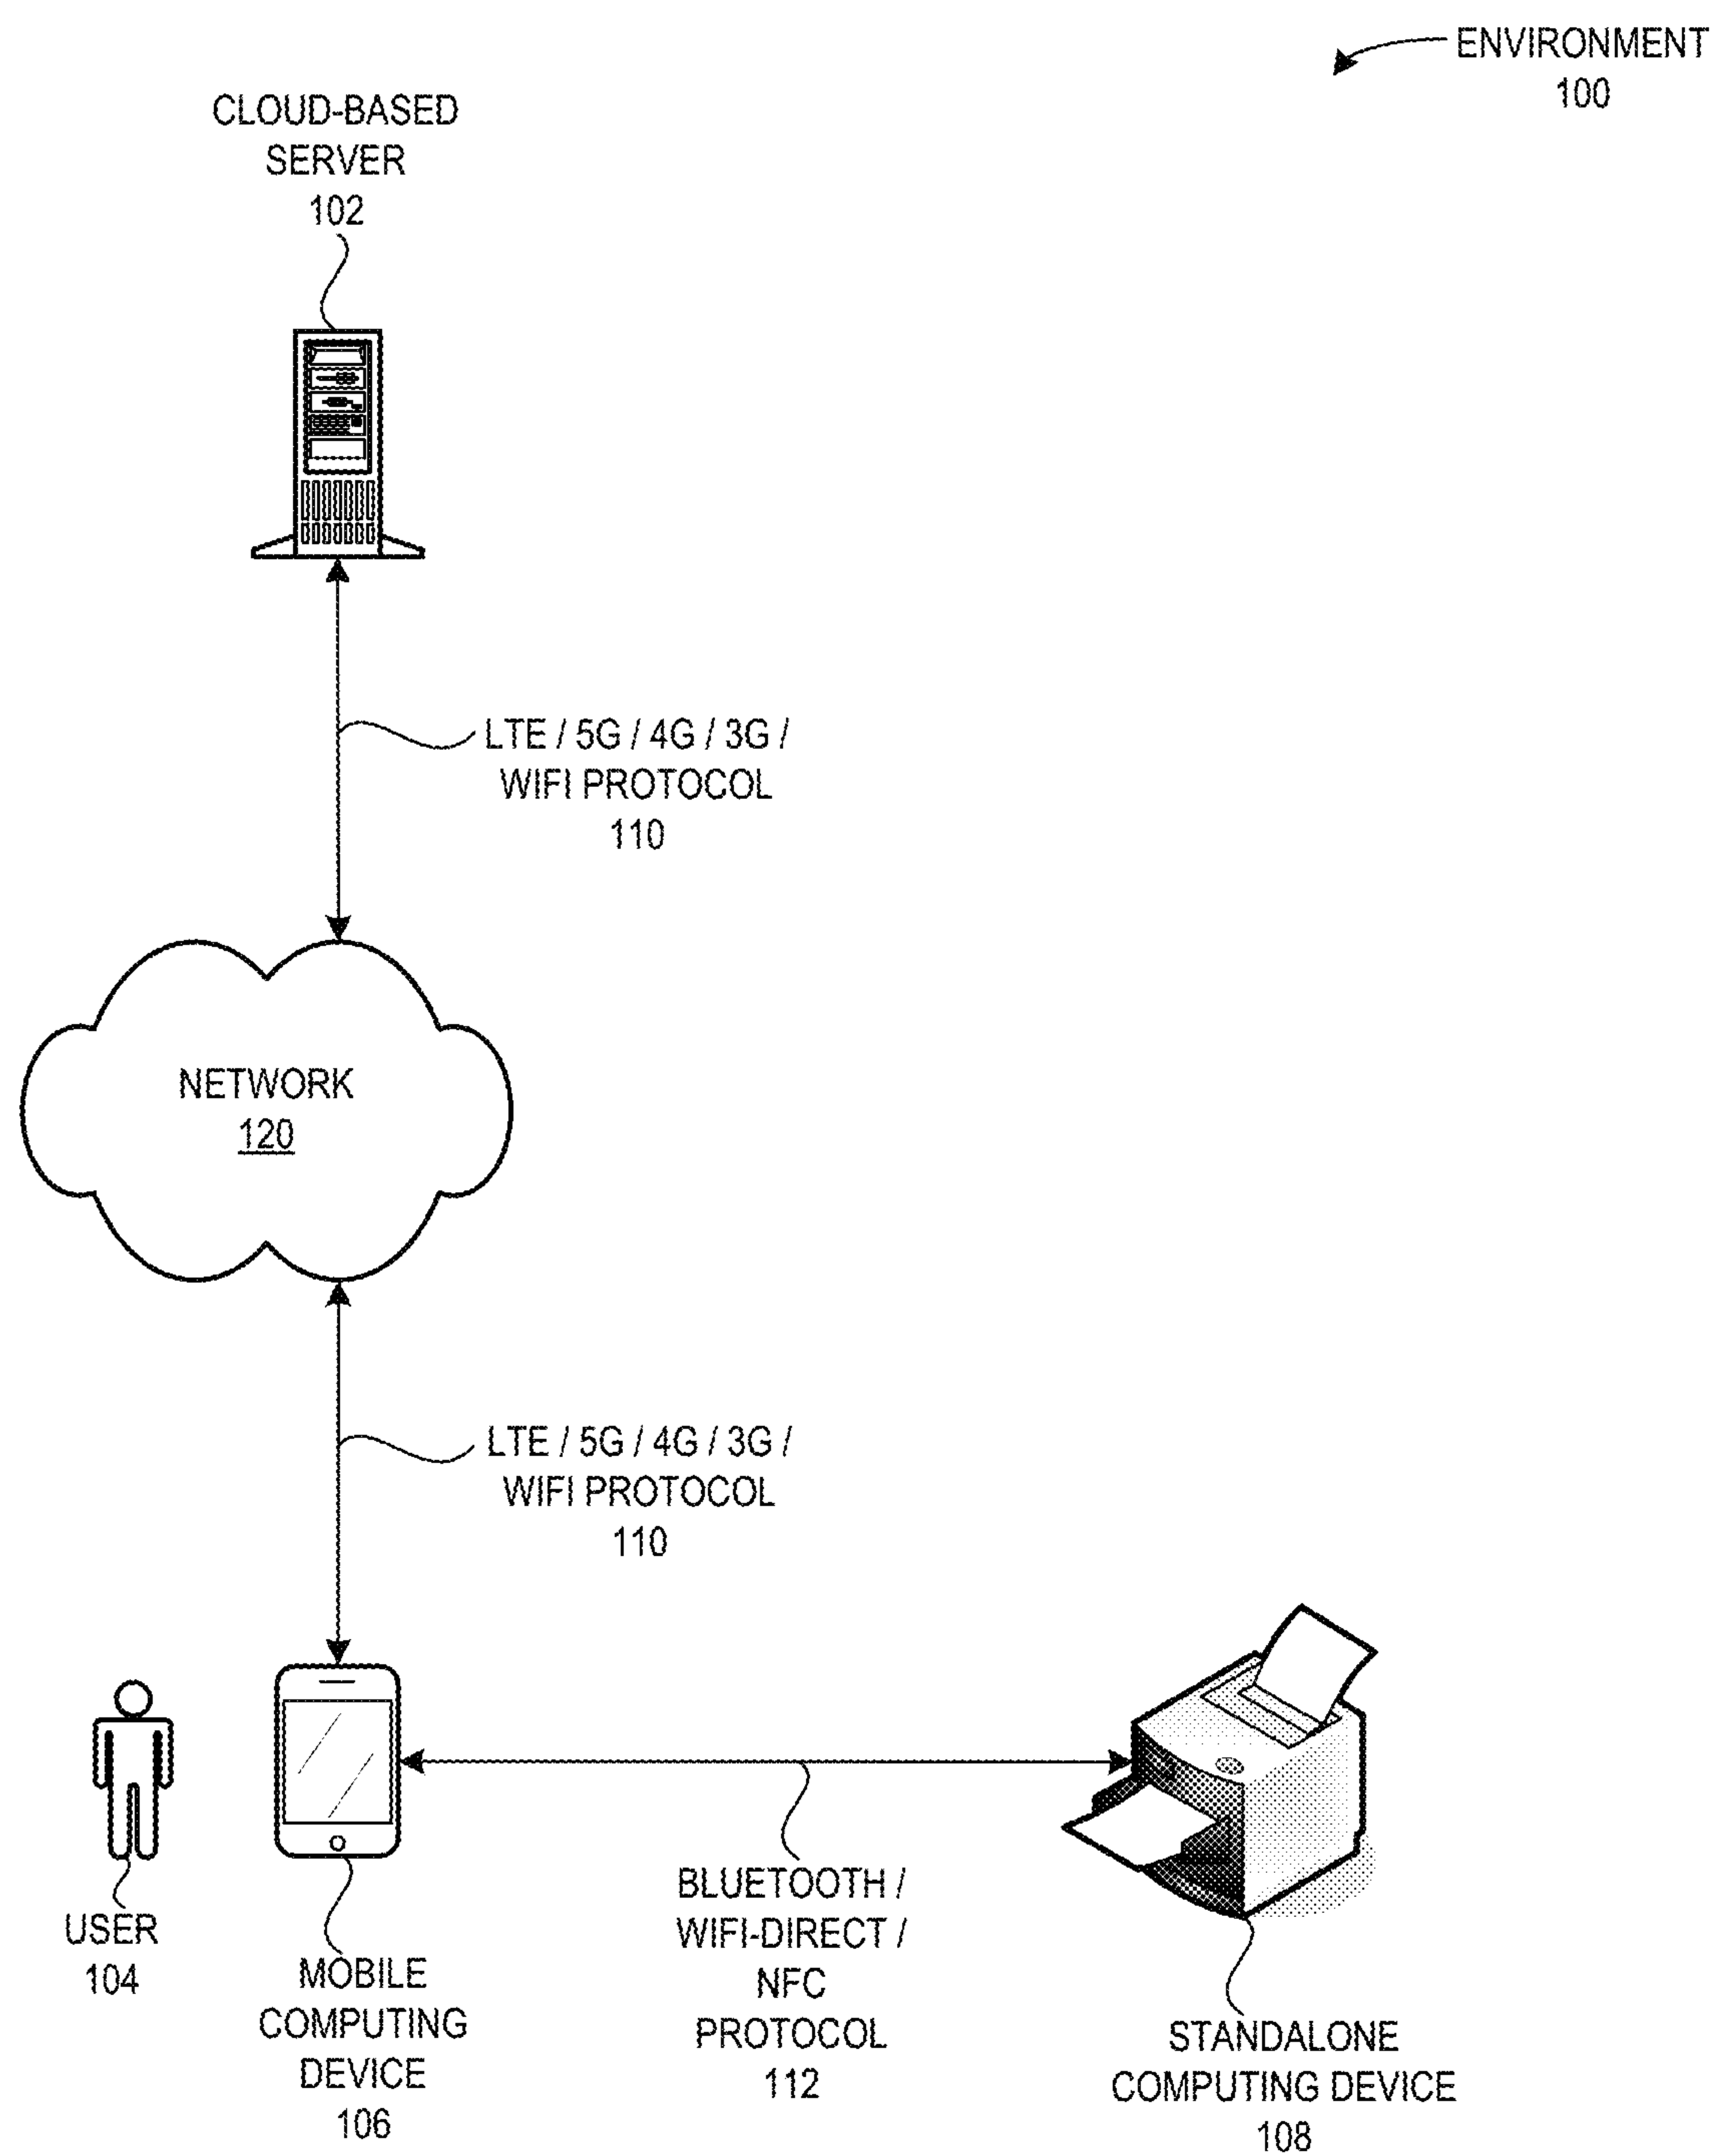 ENVIRONMENT
100
CLOUD-BASED
SERVER
102
LTE / 5G / 4G / 3G /
WIFI PROTOCOL
110
NETWORK
120
LTE / 5G / 4G / 3G /
WIFI PROTOCOL
110
USER
104
MOBILE
COMPUTING
DEVICE
106
BLUETOOTH /
WIFI-DIRECT /
NFC
PROTOCOL
112
STANDALONE
COMPUTING DEVICE
108